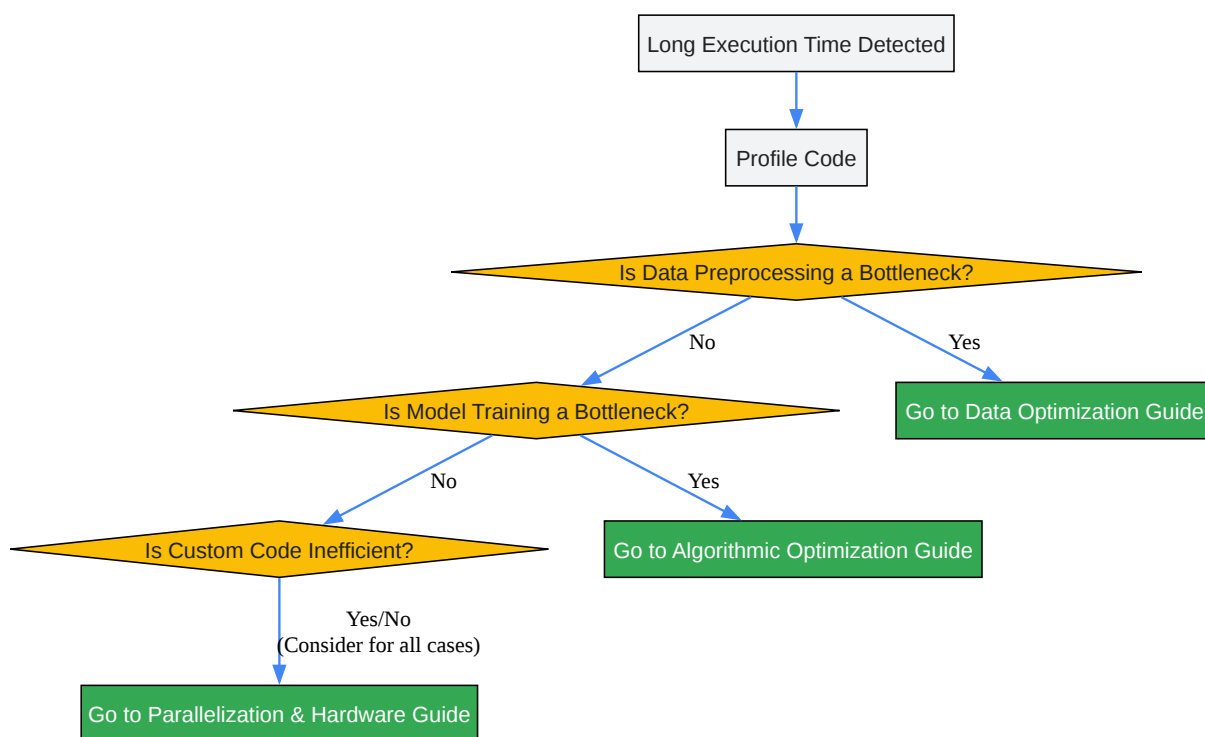 Long Execution Time Detected
Profile Code
Is Data Preprocessing a Bottleneck?
No
Yes
Is Model Training a Bottleneck?
Go to Data Optimization Guide
No
Yes
Is Custom Code Inefficient?
Go to Algorithmic Optimization Guide
Yes/No
(Consider for all cases)
Go to Parallelization & Hardware Guide